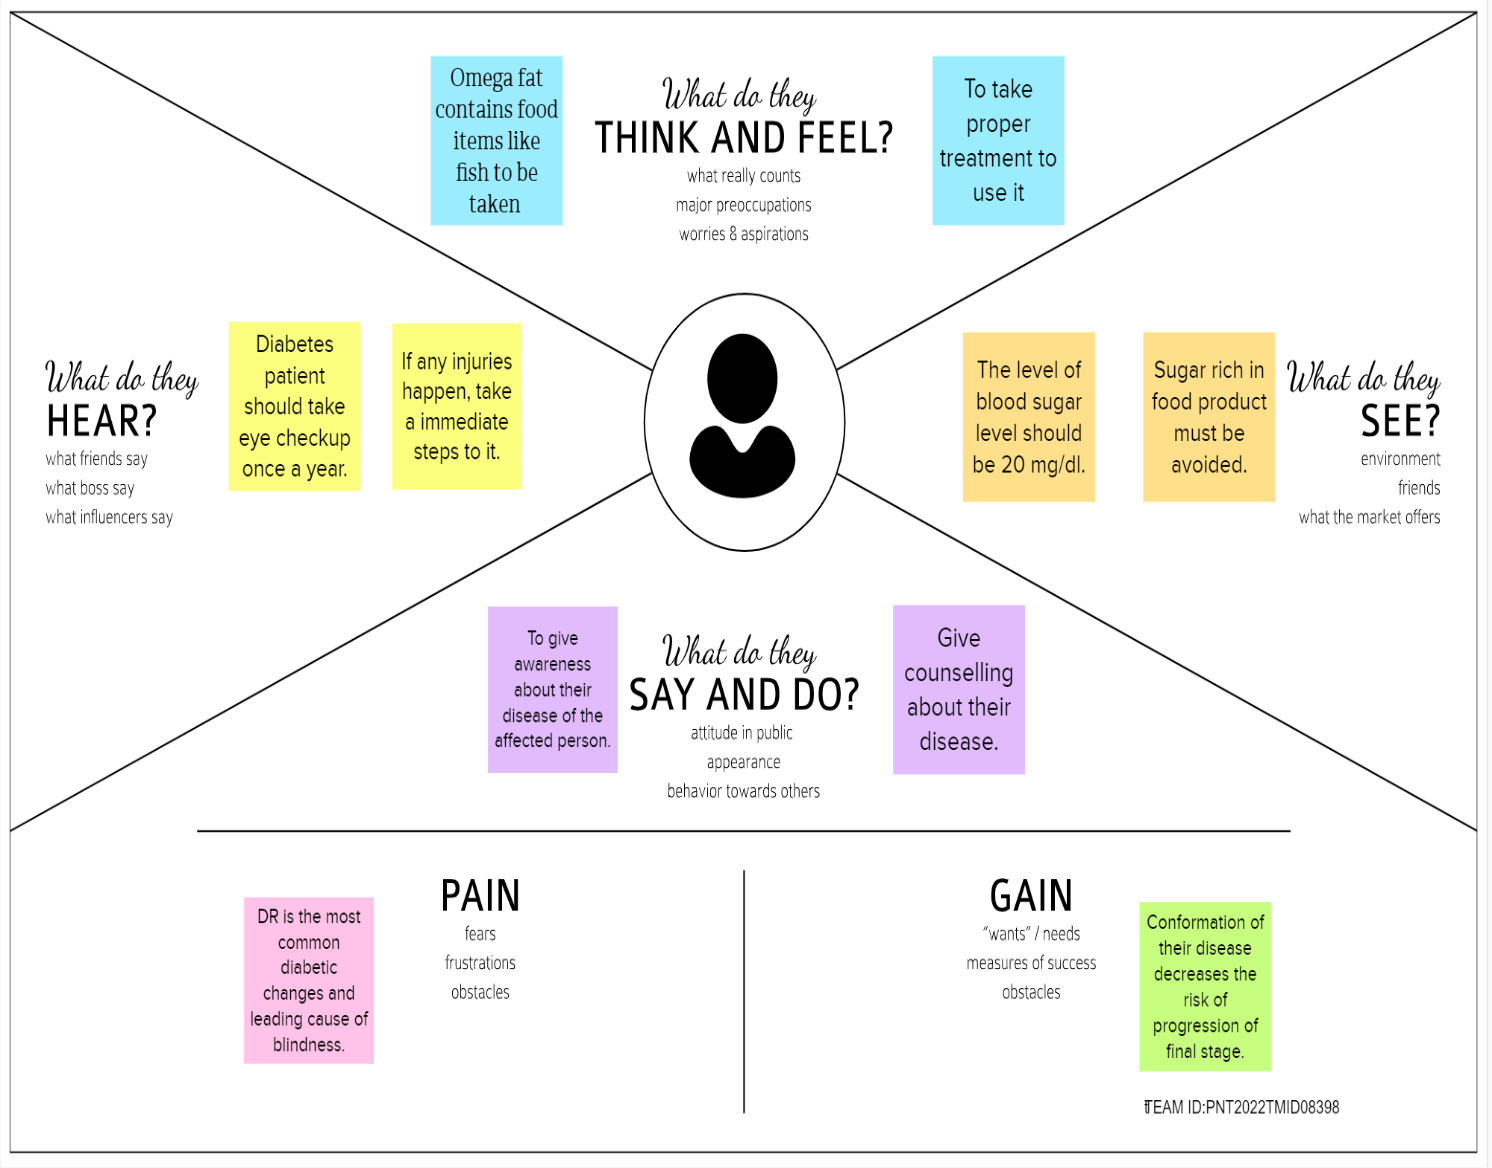 Omega fat
contains food
items like
fish to be
taken
What do they
THINK AND FEEL?
what really counts
major preoccupations
worries & aspirations
To take
proper
treatment to
use it
What do they
HEAR?
what friends say
what boss say
what influencers say
Diabetes
patient
should take
eye checkup
once a year.
If any injuries
happen, take
a immediate
steps to it.
The level of
blood sugar
level should
be 20 mg/dl.
Sugar rich in
food product
must be
avoided.
What do they
SEE?
environment
friends
what the market offers
To give
awareness
about their
disease of the
affected person.
What do they
SAY AND DO?
attitude in public
appearance
behavior towards others
Give
counselling
about their
disease.
DR is the most
common
diabetic
changes and
leading cause of
blindness.
PAIN
fears
frustrations
obstacles
GAIN
“wants” / needs
measures of success
obstacles
Conformation of
their disease
decreases the
risk of
progression of
final stage.
TEAM ID:PNT2022TMID08398